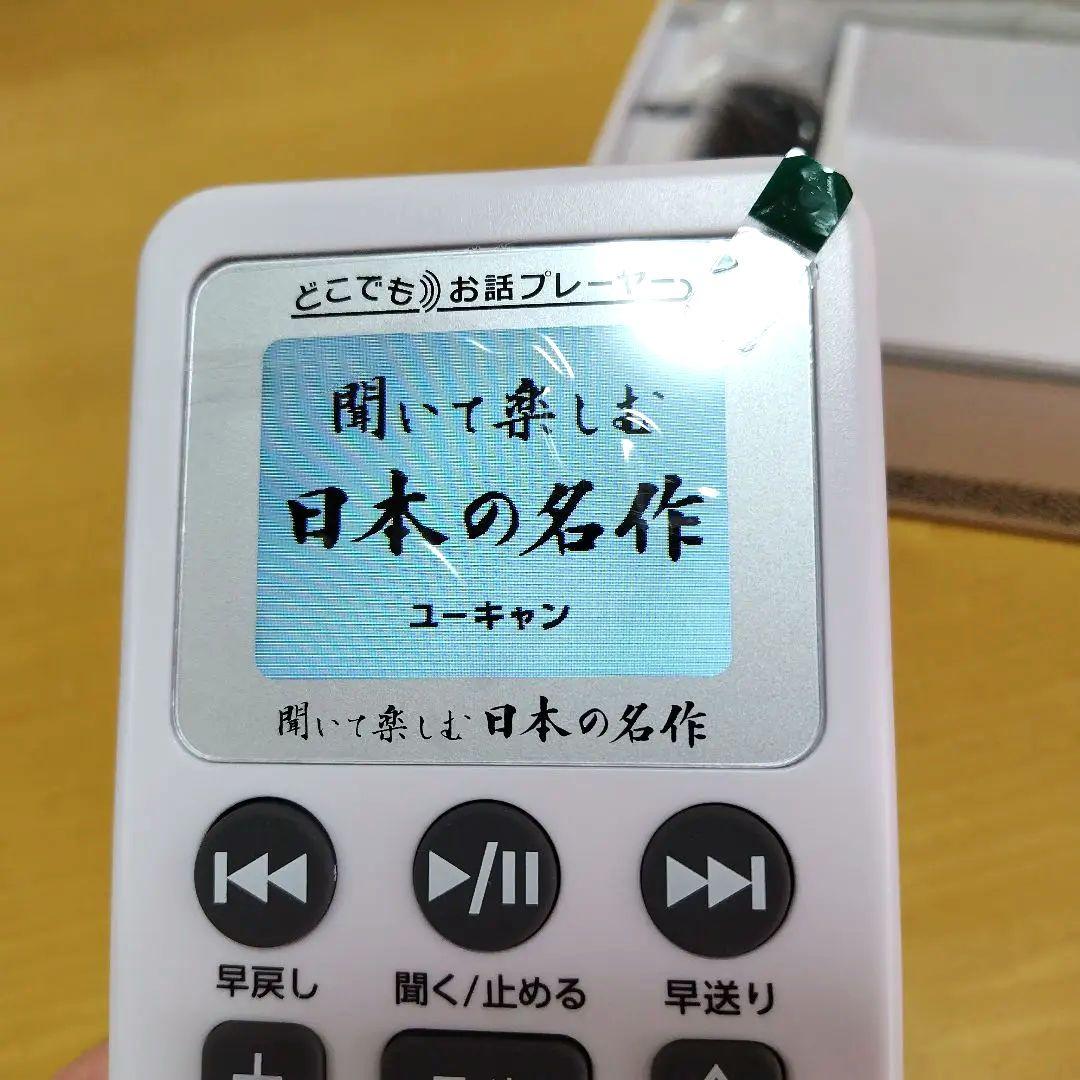 どこでもお話プレーヤー
聞いて楽しむ
日本の名作
ユーキャン
聞いて楽しむ 日本の名作
早戻し 聞く/止める 早送り